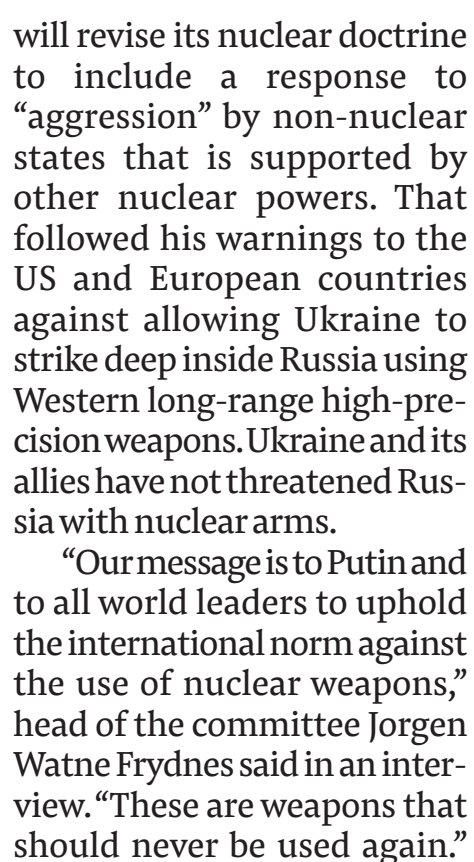 will revise its nuclear doctrine
to include a response to
“aggression” by non-nuclear
states that is supported by
other nuclear powers. That
followed his warnings to the
US and European countries
against allowing Ukraine to
strike deep inside Russia using
Western long-range high-pre-
cision weapons. Ukraine and its
allies have not threatened Rus-
sia with nuclear arms.
“Our message is to Putin and
to all world leaders to uphold
the international norm against
the use of nuclear weapons,”
head of the committee Jorgen
Watne Frydnes said in an inter-
view. “These are weapons that
should never be used again.”